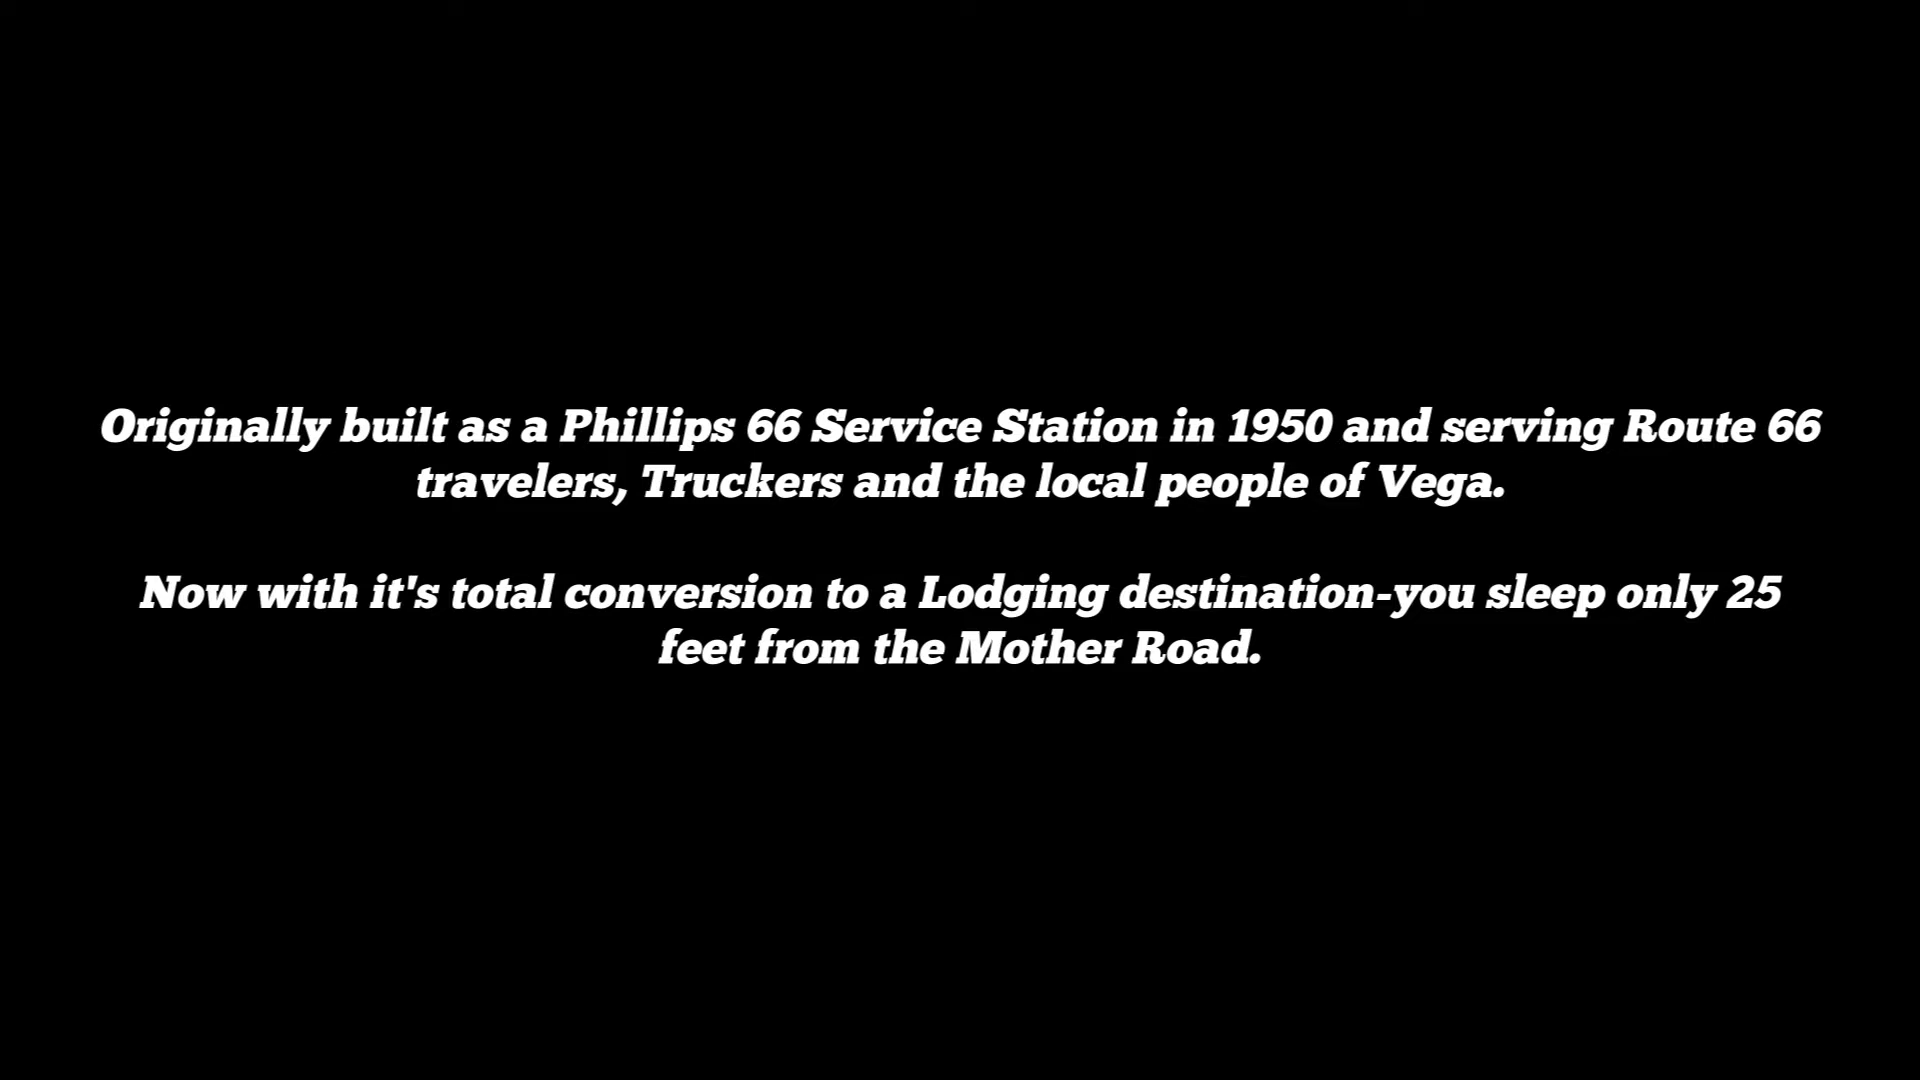 Originally built as a Phillips 66 Service Station in 1950 and serving Route 66
travelers, Truckers and the local people of Vega.
Now with it's total conversion to a Lodging destination-you sleep only 25
feet from the Mother Road.